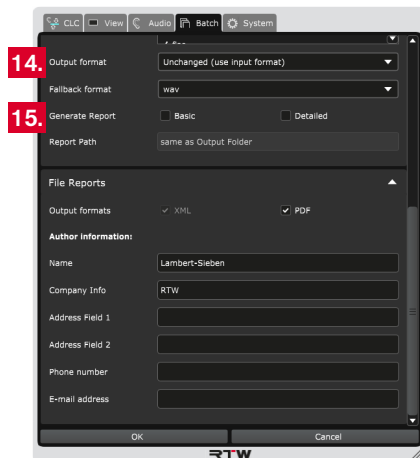 CLC View Audio Batch System
14. Output format Unchanged (use input format)
Fallback format wav
15. Generate Report Basic Detailed
Report Path same as Output Folder
File Reports
Output formats XML PDF
Author information:
Name Lambert-Sieben
Company Info RTW
Address Field 1
Address Field 2
Phone number
E-mail address
OK Cancel
RTW